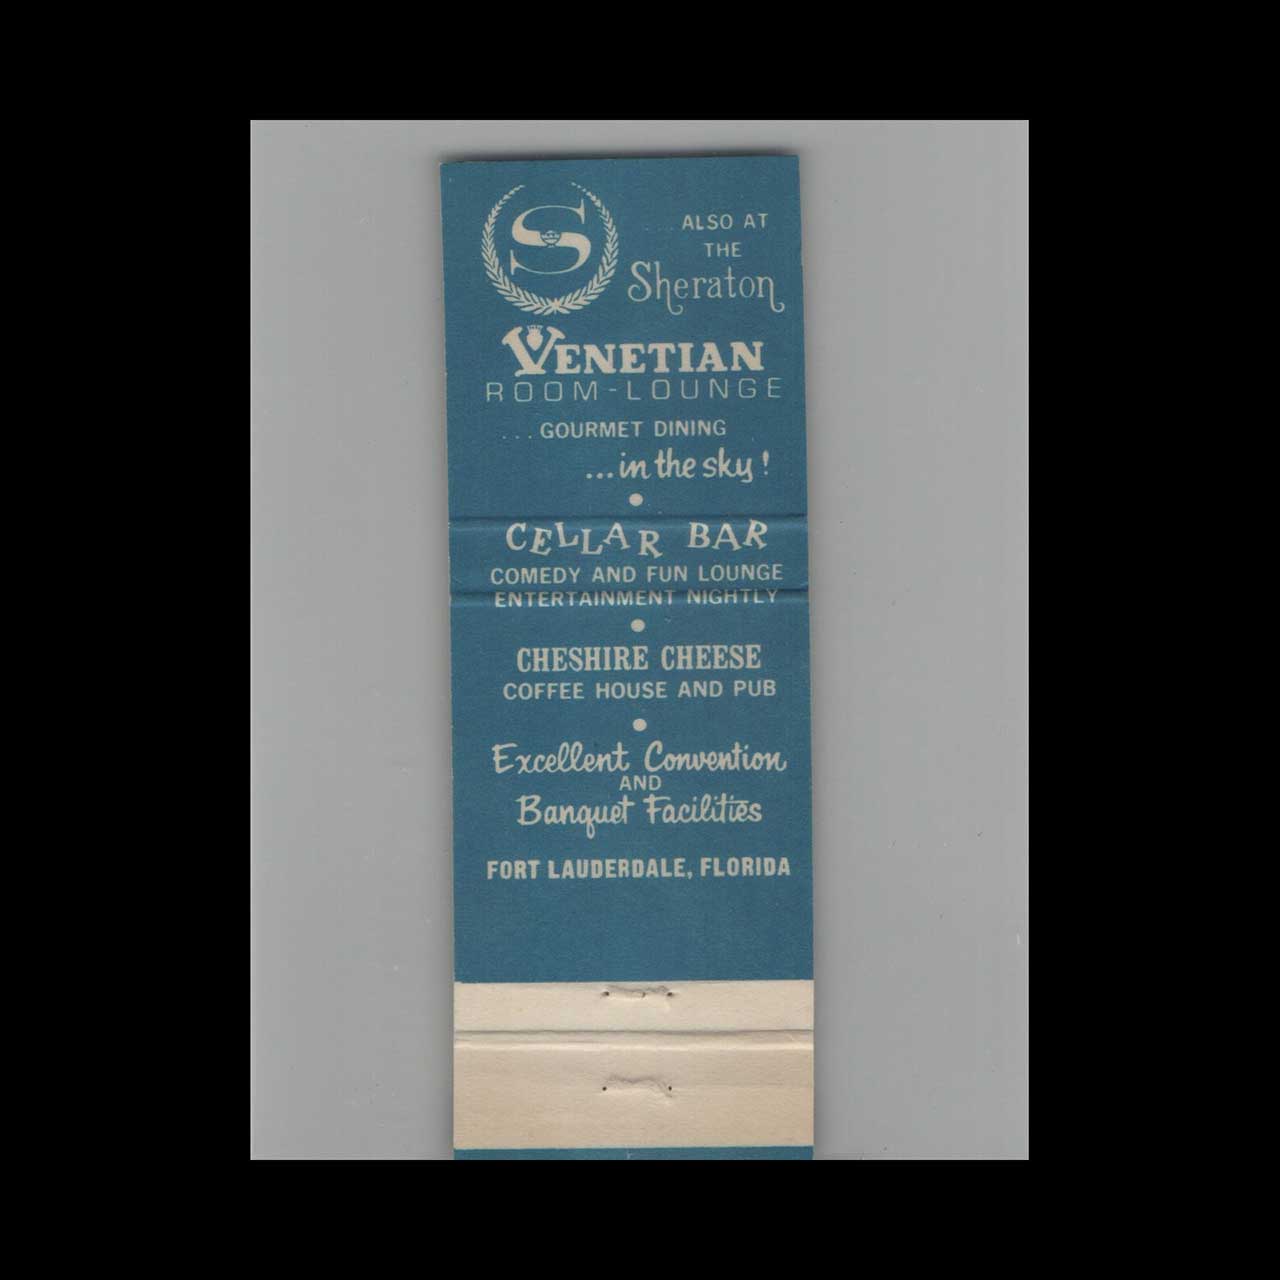 S
ALSO AT
THE
Sheraton
VENETIAN
ROOM-LOUNGE
...GOURMET DINING
...in the sky!
CELLAR BAR
COMEDY AND FUN LOUNGE
ENTERTAINMENT NIGHTLY
CHESHIRE CHEESE
COFFEE HOUSE AND PUB
Excellent Convention
AND
Banquet Facilities
FORT LAUDERDALE, FLORIDA